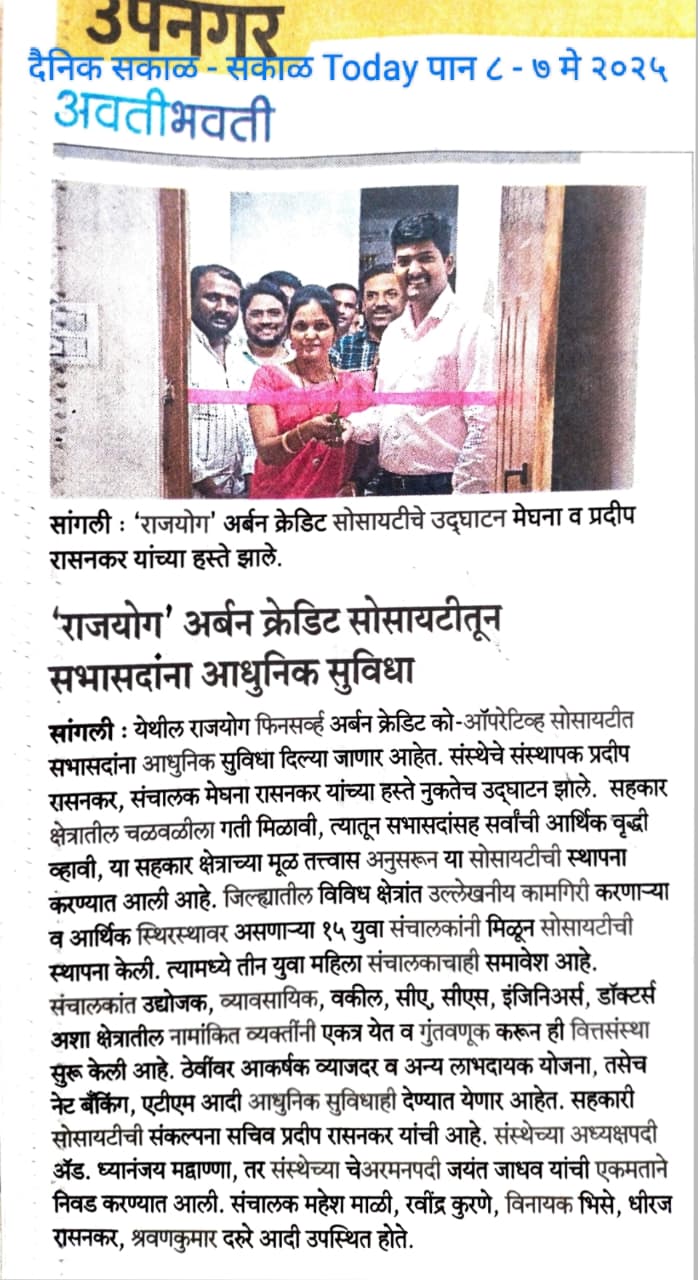 उपनगर
दैनिक सकाळ - सकाळ Today पान ८ - ७ मे २०२५
अवतीभवती
सांगली : ‘राजयोग’ अर्बन क्रेडिट सोसायटीचे उद्‌घाटन मेघना व प्रदीप
रासनकर यांच्या हस्ते झाले.
‘राजयोग’ अर्बन क्रेडिट सोसायटीतून
सभासदांना आधुनिक सुविधा
सांगली : येथील राजयोग फिनसर्व्ह अर्बन क्रेडिट को-ऑपरेटिव्ह सोसायटीत
सभासदांना आधुनिक सुविधा दिल्या जाणार आहेत. संस्थेचे संस्थापक प्रदीप
रासनकर, संचालक मेघना रासनकर यांच्या हस्ते नुकतेच उद्‌घाटन झाले. सहकार
क्षेत्रातील चळवळीला गती मिळावी, त्यातून सभासदांसह सर्वांची आर्थिक वृद्धी
व्हावी, या सहकार क्षेत्राच्या मूळ तत्त्वास अनुसरून या सोसायटीची स्थापना
करण्यात आली आहे. जिल्ह्यातील विविध क्षेत्रांत उल्लेखनीय कामगिरी करणाऱ्या
व आर्थिक स्थिरस्थावर असणाऱ्या १५ युवा संचालकांनी मिळून सोसायटीची
स्थापना केली. त्यामध्ये तीन युवा महिला संचालकाचाही समावेश आहे.
संचालकांत उद्योजक, व्यावसायिक, वकील, सीए, सीएस, इंजिनिअर्स, डॉक्टर्स
अशा क्षेत्रातील नामांकित व्यक्तींनी एकत्र येत व गुंतवणूक करून ही वित्तसंस्था
सुरू केली आहे. ठेवींवर आकर्षक व्याजदर व अन्य लाभदायक योजना, तसेच
नेट बँकिंग, एटीएम आदी आधुनिक सुविधाही देण्यात येणार आहेत. सहकारी
सोसायटीची संकल्पना सचिव प्रदीप रासनकर यांची आहे. संस्थेच्या अध्यक्षपदी
ॲड. ध्यानंजय मद्वाण्णा, तर संस्थेच्या चेअरमनपदी जयंत जाधव यांची एकमताने
निवड करण्यात आली. संचालक महेश माळी, रवींद्र कुरणे, विनायक भिसे, धीरज
रासनकर, श्रवणकुमार दरुरे आदी उपस्थित होते.